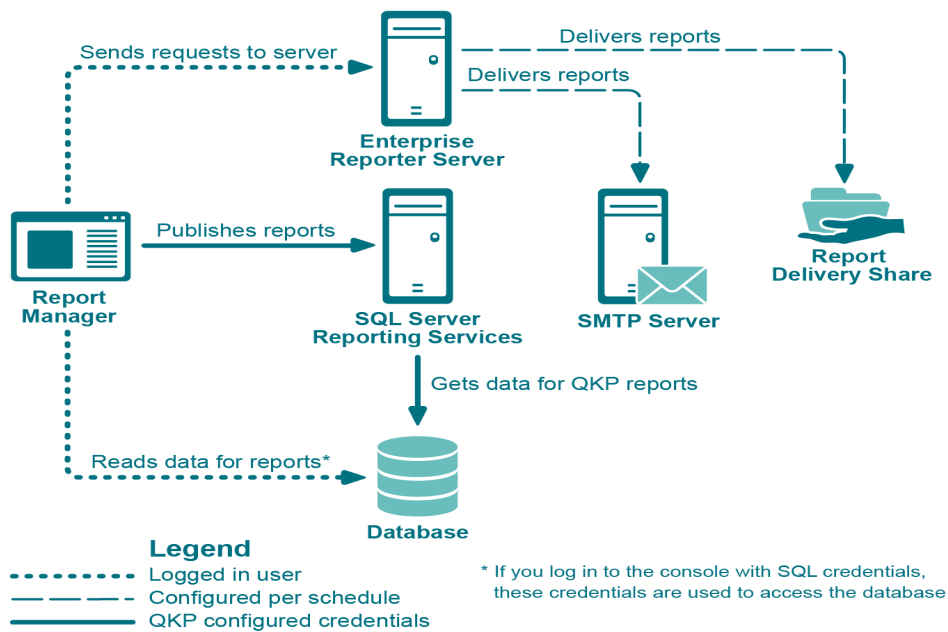 Sends requests to server
Delivers reports
Delivers reports
Enterprise
Reporter Server
Publishes reports
Report
Manager
SQL Server
Reporting Services
SMTP Server
Report
Delivery Share
Gets data for QKP reports
Reads data for reports*
Database
Legend
Logged in user
Configured per schedule
QKP configured credentials
* If you log in to the console with SQL credentials,
these credentials are used to access the database